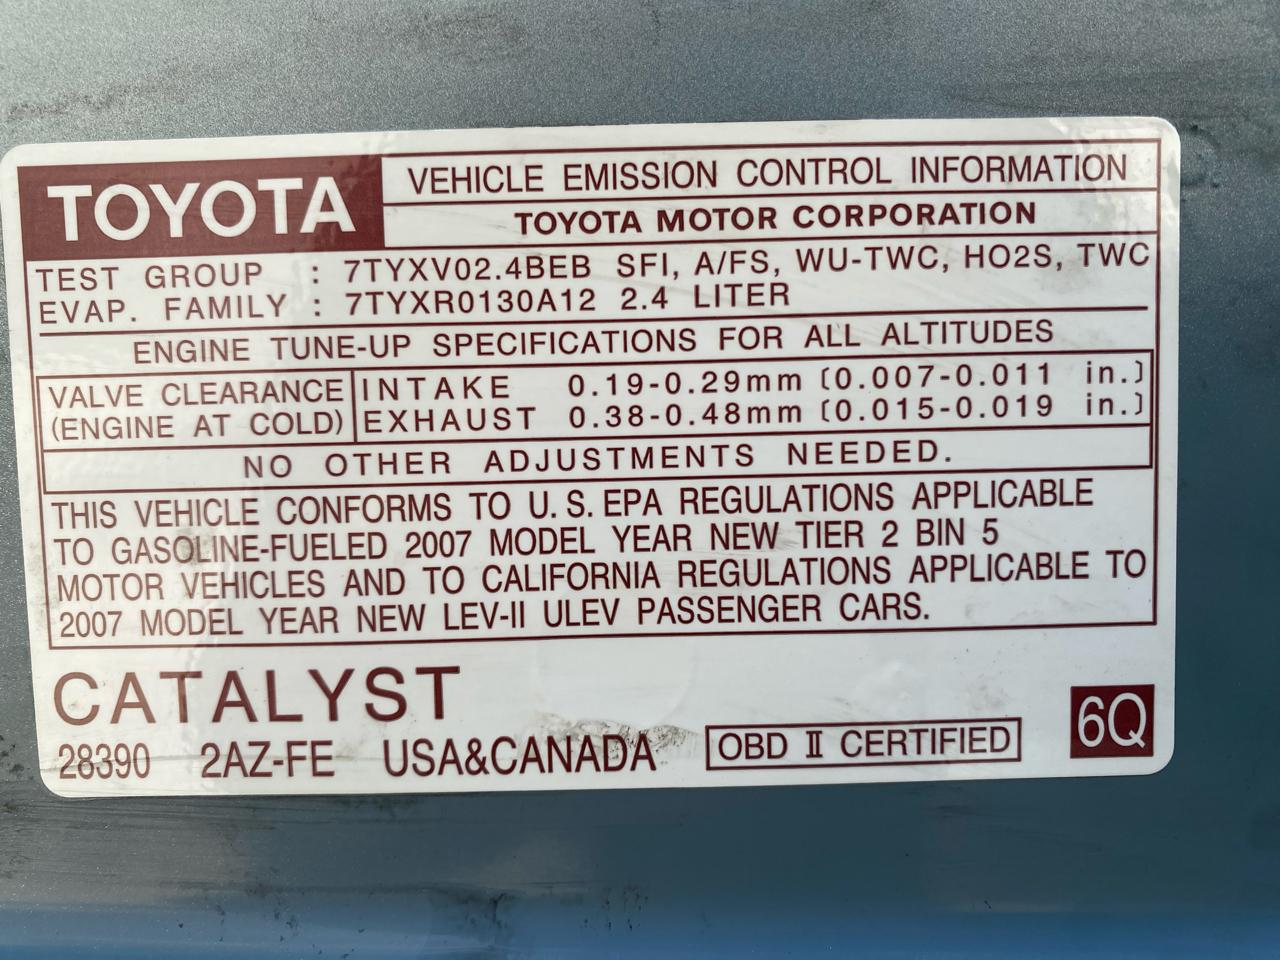 TOYOTA
VEHICLE EMISSION CONTROL INFORMATION
TOYOTA MOTOR CORPORATION
TEST GROUP : 7TYXV02.4BEB SFI, A/FS, WU-TWC, HO2S, TWC
EVAP. FAMILY : 7TYXR0130A12 2.4 LITER
ENGINE TUNE-UP SPECIFICATIONS FOR ALL ALTITUDES
VALVE CLEARANCE
(ENGINE AT COLD)
INTAKE 0.19-0.29mm (0.007-0.011 in.)
EXHAUST 0.38-0.48mm (0.015-0.019 in.)
NO OTHER ADJUSTMENTS NEEDED.
THIS VEHICLE CONFORMS TO U.S. EPA REGULATIONS APPLICABLE
TO GASOLINE-FUELED 2007 MODEL YEAR NEW TIER 2 BIN 5
MOTOR VEHICLES AND TO CALIFORNIA REGULATIONS APPLICABLE TO
2007 MODEL YEAR NEW LEV-II ULEV PASSENGER CARS.
CATALYST
28390 2AZ-FE USA&CANADA
OBD II CERTIFIED
6Q